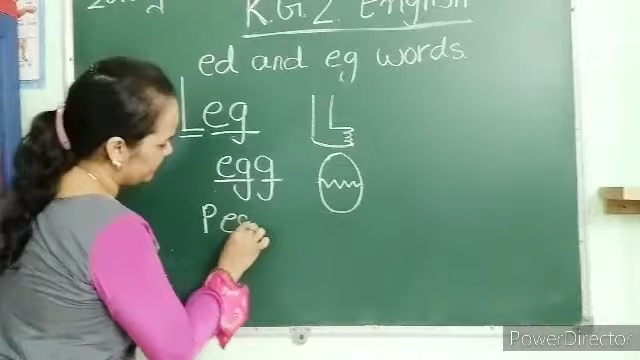 K.G.2. English
ed and eg words.
Leg
egg
Pe
PowerDirector